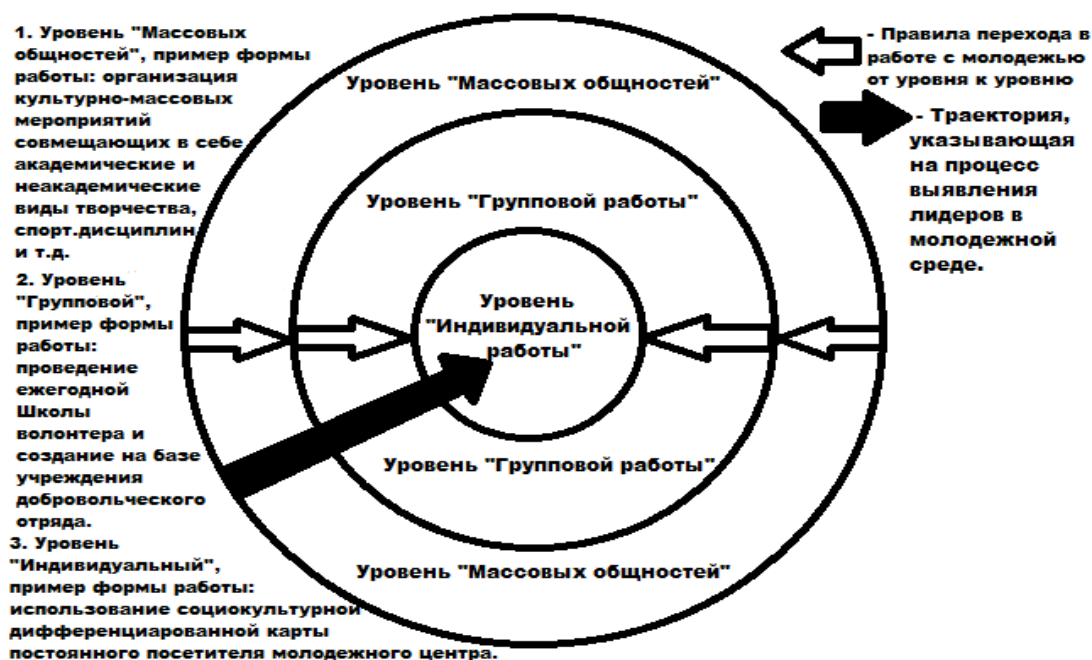 1. Уровень "Массовых
общностей", пример формы
работы: организация
культурно-массовых
мероприятий
совмещающих в себе
академические и
неакадемические
виды творчества,
спорт.дисциплин
и т.д.
2. Уровень
"Групповой",
пример формы
работы:
проведение
ежегодной
Школы
волонтера и
создание на базе
учреждения
добровольческого
отряда.
3. Уровень
"Индивидуальный",
пример формы работы:
использование социокультурной
дифференциарованной карты
постоянного посетителя молодежного центра.
Уровень "Массовых общностей"
Уровень "Групповой работы"
Уровень
"Индивидуальной
работы"
Уровень "Групповой работы"
Уровень "Массовых общностей"
- Правила перехода в
работе с молодежью
от уровня к уровню
- Траектория,
указывающая
на процесс
выявления
лидеров в
молодежной
среде.